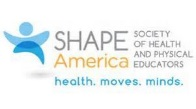 SHAPE
America
SOCIETY
OF HEALTH
AND PHYSICAL
EDUCATORS
health. moves. minds.